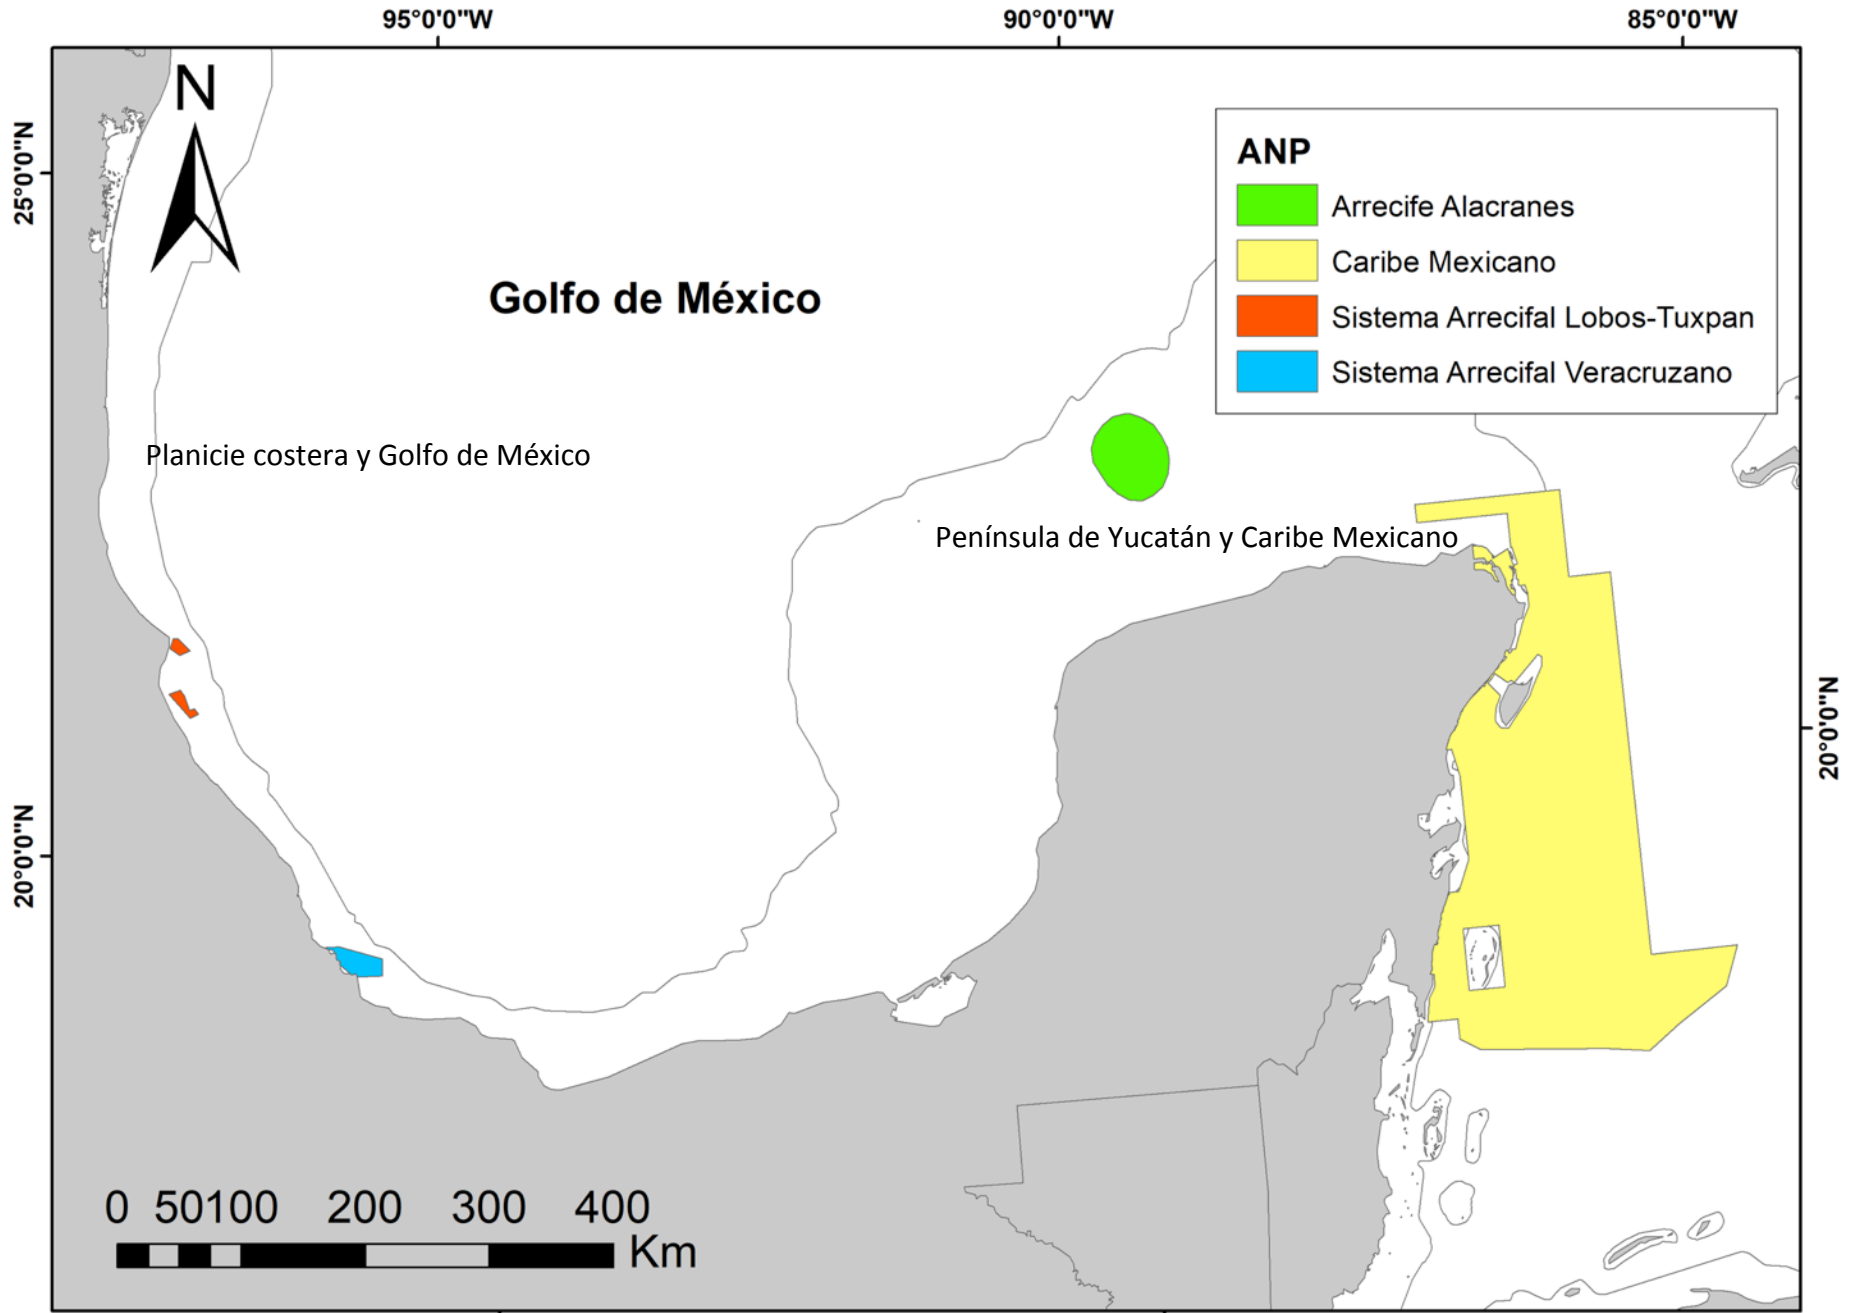 95°0'0"W
90°0'0"W
85°0'0"W
N
25°0'0"N
ANP
Arrecife Alacranes
Caribe Mexicano
Sistema Arrecifal Lobos-Tuxpan
Sistema Arrecifal Veracruzano
Golfo de México
Planicie costera y Golfo de México
Península de Yucatán y Caribe Mexicano
20°0'0"N
20°0'0"N
0 50 100 200 300 400
Km